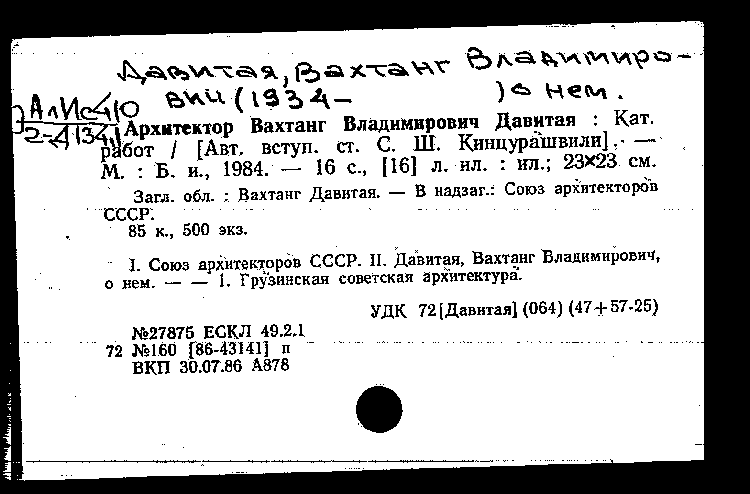 Давитая, Вахтанг Владимиро-
вич (1934- ) о нем.
Архитектор Вахтанг Владимирович Давитая : Кат.
работ / [Авт. вступ. ст. С. Ш. Кинцурашвили]. —
М. : Б. и., 1984. — 16 с., [16] л. ил. : ил.; 23×23 см.
Загл. обл. : Вахтанг Давитая. — В надзаг.: Союз архитекторов
СССР.
85 к., 500 экз.
I. Союз архитекторов СССР. II. Давитая, Вахтанг Владимирович,
о нем. — — 1. Грузинская советская архитектура.
УДК 72[Давитая] (064) (47+57-25)
№27875 ЕСКЛ 49.2.1
72 №160 [86-43141] п
ВКП 30.07.86 А878